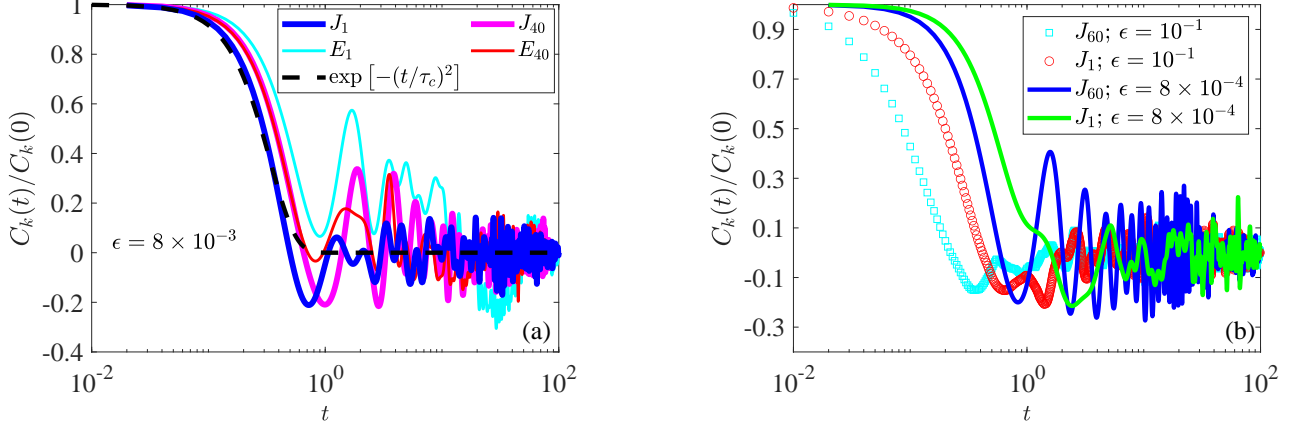 C_k(t)/C_k(0)
1
0.8
0.6
0.4
0.2
0
-0.2
-0.4
J_1
J_40
E_1
E_40
exp [-(t/τ_c)^2]
ϵ = 8 × 10^-3
(a)
10^-2
10^0
10^2
t
C_k(t)/C_k(0)
0.9
0.7
0.5
0.3
0.1
-0.1
-0.3
J_60; ϵ = 10^-1
J_1; ϵ = 10^-1
J_60; ϵ = 8 × 10^-4
J_1; ϵ = 8 × 10^-4
(b)
10^-2
10^0
10^2
t